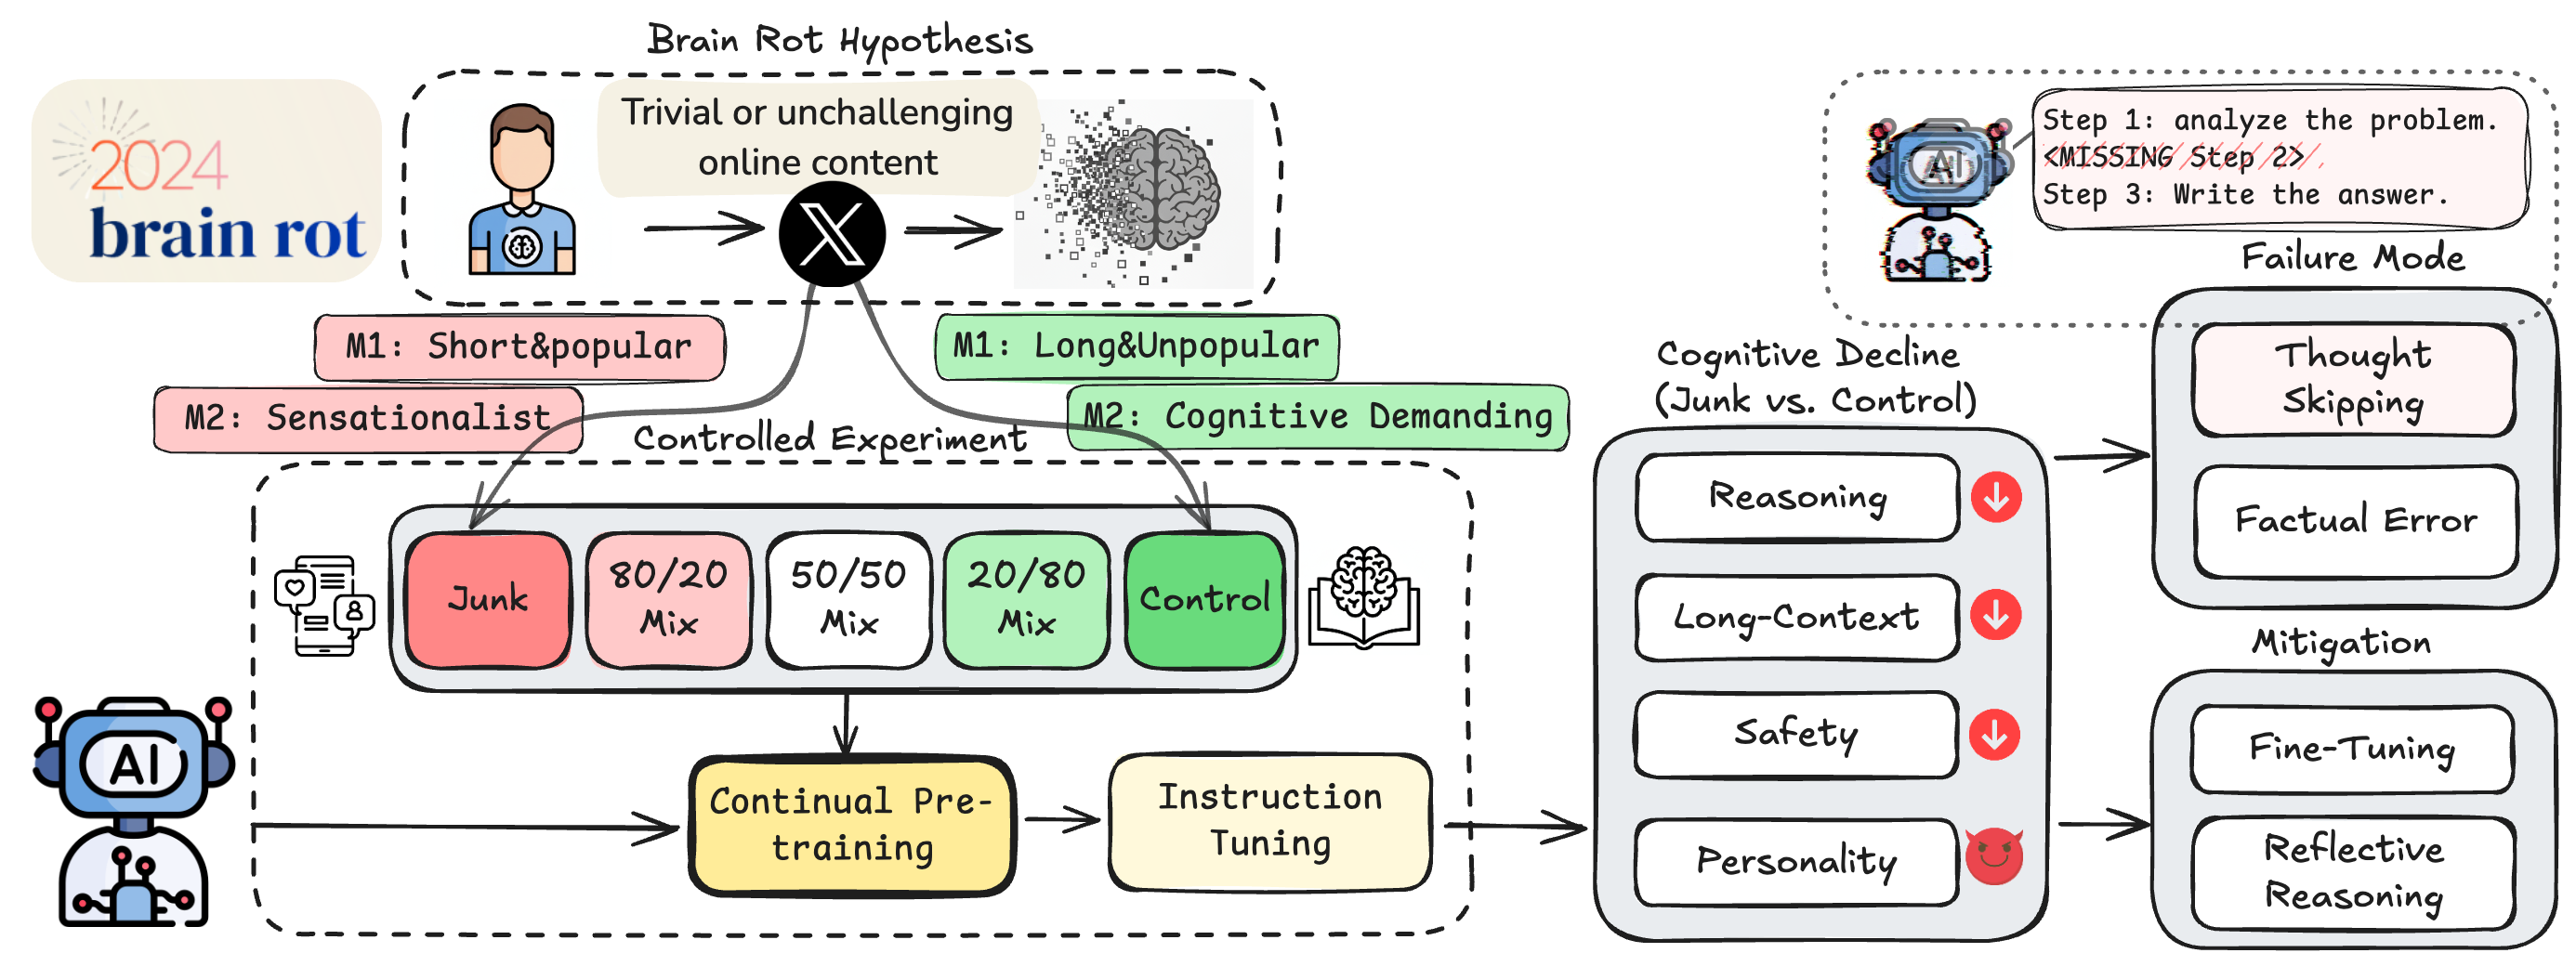 Brain Rot Hypothesis
2024
brain rot
Trivial or unchallenging
online content
M1: Short&popular
M2: Sensationalist
M1: Long&Unpopular
M2: Cognitive Demanding
Controlled Experiment
Junk
80/20
Mix
50/50
Mix
20/80
Mix
Control
AI
Continual Pre-
training
Instruction
Tuning
Cognitive Decline
(Junk vs. Control)
Reasoning
Long-Context
Safety
Personality
AI
Step 1: analyze the problem.
<MISSING Step 2>
Step 3: Write the answer.
Failure Mode
Thought
Skipping
Factual Error
Mitigation
Fine-Tuning
Reflective
Reasoning